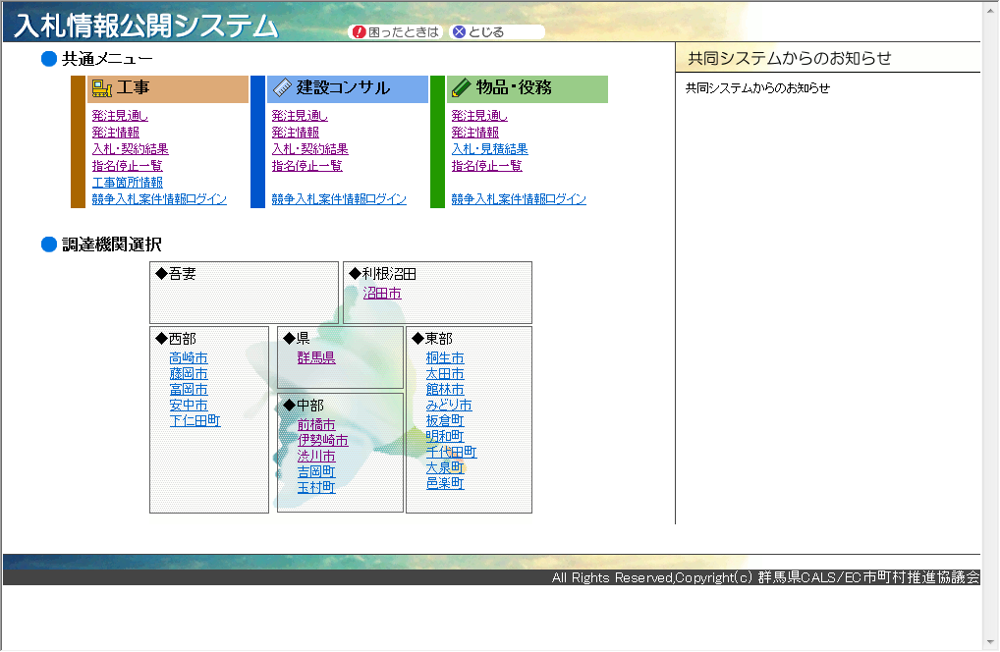 入札情報公開システム
困ったときは とじる
共通メニュー
工事
発注見通し
発注情報
入札・契約結果
指名停止一覧
工事箇所情報
競争入札案件情報ログイン
建設コンサル
発注見通し
発注情報
入札・契約結果
指名停止一覧
競争入札案件情報ログイン
物品・役務
発注見通し
発注情報
入札・見積結果
指名停止一覧
競争入札案件情報ログイン
調達機関選択
◆吾妻
◆利根沼田
沼田市
◆西部
高崎市
藤岡市
富岡市
安中市
下仁田町
◆県
群馬県
◆中部
前橋市
伊勢崎市
渋川市
吉岡町
玉村町
◆東部
桐生市
太田市
館林市
みどり市
板倉町
明和町
千代田町
大泉町
邑楽町
共同システムからのお知らせ
共同システムからのお知らせ
All Rights Reserved,Copyright(c) 群馬県CALS/EC市町村推進協議会